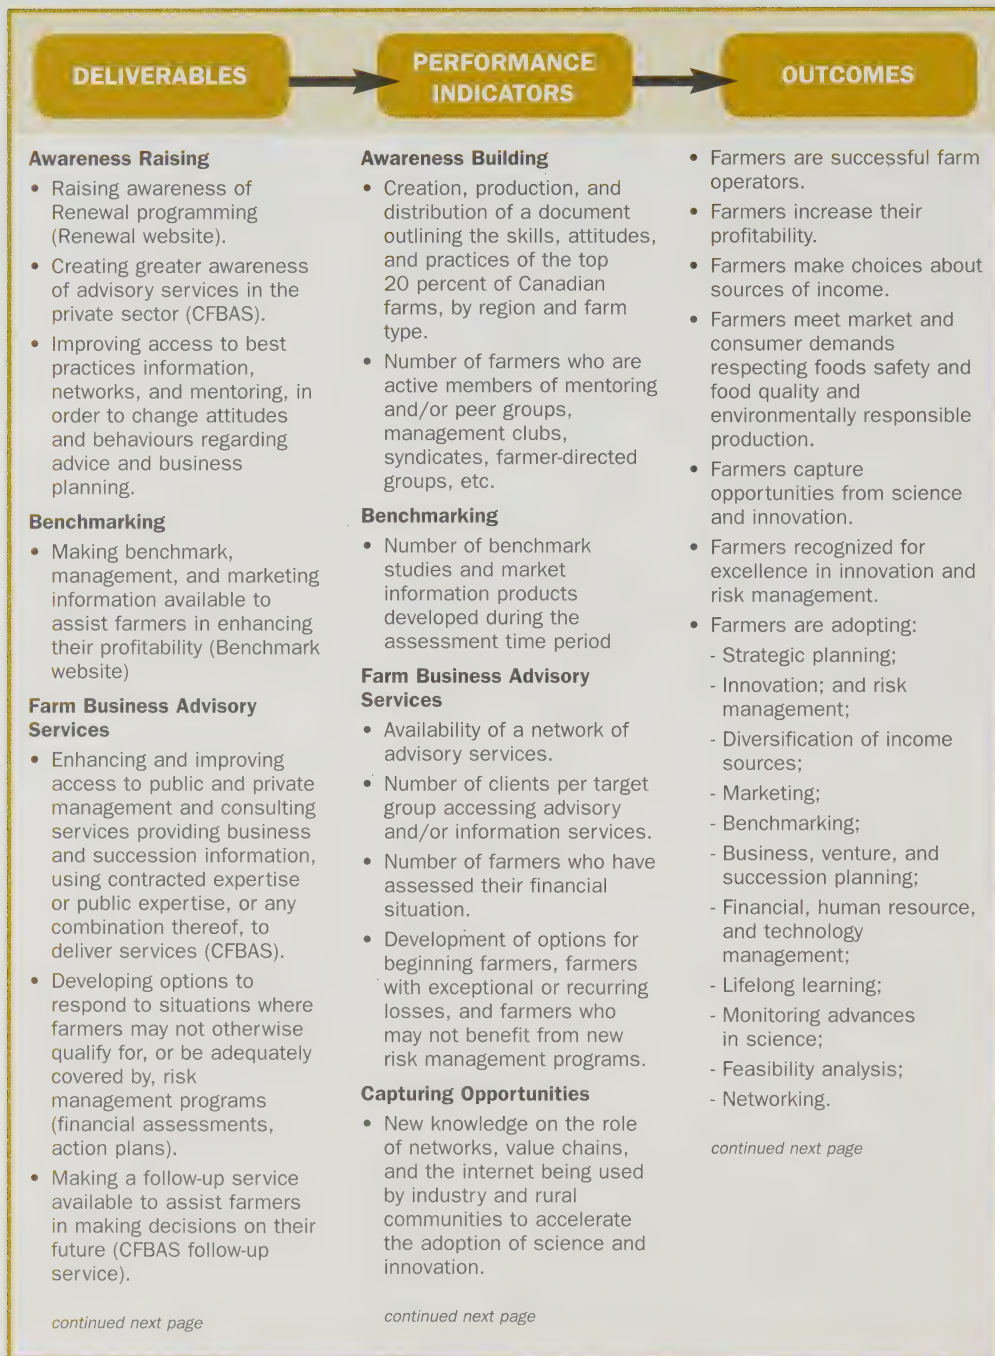 DELIVERABLES
PERFORMANCE
INDICATORS
OUTCOMES
Awareness Raising
• Raising awareness of
Renewal programming
(Renewal website).
• Creating greater awareness
of advisory services in the
private sector (CFBAS).
• Improving access to best
practices information,
networks, and mentoring, in
order to change attitudes
and behaviours regarding
advice and business
planning.
Benchmarking
• Making benchmark,
management, and marketing
information available to
assist farmers in enhancing
their profitability (Benchmark
website)
Farm Business Advisory
Services
• Enhancing and improving
access to public and private
management and consulting
services providing business
and succession information,
using contracted expertise
or public expertise, or any
combination thereof, to
deliver services (CFBAS).
• Developing options to
respond to situations where
farmers may not otherwise
qualify for, or be adequately
covered by, risk
management programs
(financial assessments,
action plans).
• Making a follow-up service
available to assist farmers
in making decisions on their
future (CFBAS follow-up
service).
continued next page
Awareness Building
• Creation, production, and
distribution of a document
outlining the skills, attitudes,
and practices of the top
20 percent of Canadian
farms, by region and farm
type.
• Number of farmers who are
active members of mentoring
and/or peer groups,
management clubs,
syndicates, farmer-directed
groups, etc.
Benchmarking
• Number of benchmark
studies and market
information products
developed during the
assessment time period
Farm Business Advisory
Services
• Availability of a network of
advisory services.
• Number of clients per target
group accessing advisory
and/or information services.
• Number of farmers who have
assessed their financial
situation.
• Development of options for
beginning farmers, farmers
with exceptional or recurring
losses, and farmers who
may not benefit from new
risk management programs.
Capturing Opportunities
• New knowledge on the role
of networks, value chains,
and the internet being used
by industry and rural
communities to accelerate
the adoption of science and
innovation.
continued next page
• Farmers are successful farm
operators.
• Farmers increase their
profitability.
• Farmers make choices about
sources of income.
• Farmers meet market and
consumer demands
respecting foods safety and
food quality and
environmentally responsible
production.
• Farmers capture
opportunities from science
and innovation.
• Farmers recognized for
excellence in innovation and
risk management.
• Farmers are adopting:
- Strategic planning;
- Innovation; and risk
management;
- Diversification of income
sources;
- Marketing;
- Benchmarking;
- Business, venture, and
succession planning;
- Financial, human resource,
and technology
management;
- Lifelong learning;
- Monitoring advances
in science;
- Feasibility analysis;
- Networking.
continued next page